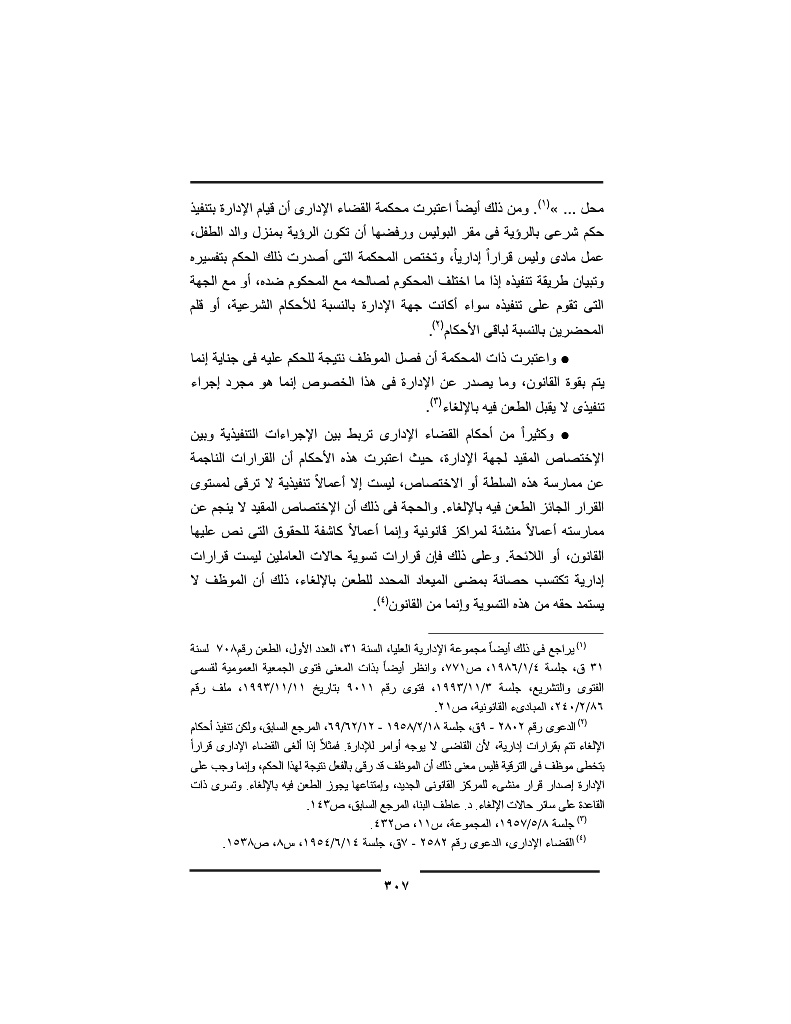 محل ... »(١). ومن ذلك أيضاً اعتبرت محكمة القضاء الإدارى أن قيام الإدارة بتنفيذ
حكم شرعى بالرؤية فى مقر البوليس ورفضها أن تكون الرؤية بمنزل والد الطفل،
عمل مادى وليس قراراً إدارياً، وتختص المحكمة التى أصدرت ذلك الحكم بتفسيره
وتبيان طريقة تنفيذه إذا ما اختلف المحكوم لصالحه مع المحكوم ضده، أو مع الجهة
التى تقوم على تنفيذه سواء أكانت جهة الإدارة بالنسبة للأحكام الشرعية، أو قلم
المحضرين بالنسبة لباقى الأحكام(٢).
● واعتبرت ذات المحكمة أن فصل الموظف نتيجة للحكم عليه فى جناية إنما
يتم بقوة القانون، وما يصدر عن الإدارة فى هذا الخصوص إنما هو مجرد إجراء
تنفيذى لا يقبل الطعن فيه بالإلغاء(٣).
● وكثيراً من أحكام القضاء الإدارى تربط بين الإجراءات التنفيذية وبين
الإختصاص المقيد لجهة الإدارة، حيث اعتبرت هذه الأحكام أن القرارات الناجمة
عن ممارسة هذه السلطة أو الاختصاص، ليست إلا أعمالاً تنفيذية لا ترقى لمستوى
القرار الجائز الطعن فيه بالإلغاء. والحجة فى ذلك أن الإختصاص المقيد لا ينجم عن
ممارسته أعمالاً منشئة لمراكز قانونية وإنما أعمالاً كاشفة للحقوق التى نص عليها
القانون، أو اللائحة. وعلى ذلك فإن قرارات تسوية حالات العاملين ليست قرارات
إدارية تكتسب حصانة بمضى الميعاد المحدد للطعن بالإلغاء، ذلك أن الموظف لا
يستمد حقه من هذه التسوية وإنما من القانون(٤).
(١) يراجع فى ذلك أيضاً مجموعة الإدارية العليا، السنة ٣١، العدد الأول، الطعن رقم٧٠٨ لسنة
٣١ ق، جلسة ١٩٨٦/١/٤، ص٧٧١، وانظر أيضاً بذات المعنى فتوى الجمعية العمومية لقسمى
الفتوى والتشريع، جلسة ١٩٩٣/١١/٣، فتوى رقم ٩٠١١ بتاريخ ١٩٩٣/١١/١١، ملف رقم
٢٤٠/٢/٨٦، المبادىء القانونية، ص٢١.
(٢) الدعوى رقم ٢٨٠٢ - ٩ق، جلسة ١٩٥٨/٢/١٨ - ٦٩/٦٢/١٢، المرجع السابق، ولكن تتفيذ أحكام
الإلغاء تتم بقرارات إدارية، لأن القاضى لا يوجه أوامر للإدارة. فمثلاً إذا ألغى القضاء الإدارى قراراً
بتخطى موظف فى الترقية فليس معنى ذلك أن الموظف قد رقى بالفعل نتيجة لهذا الحكم، وإنما وجب على
الإدارة إصدار قرار منشىء للمركز القانونى الجديد، وإمتناعها يجوز الطعن فيه بالإلغاء. وتسرى ذات
القاعدة على سائر حالات الإلغاء. د. عاطف البنا، المرجع السابق، ص١٤٣.
(٣) جلسة ١٩٥٧/٥/٨، المجموعة، س١١، ص٤٣٢.
(٤) القضاء الإدارى، الدعوى رقم ٢٥٨٢ - ٧ق، جلسة ١٩٥٤/٦/١٤، س٨، ص١٥٣٨.
٣٠٧